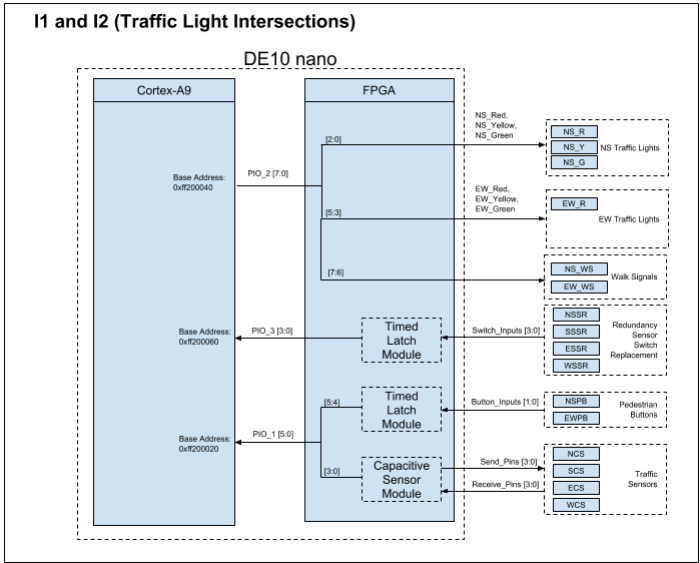 I1 and I2 (Traffic Light Intersections)
DE10 nano
Cortex-A9
FPGA
NS_Red,
NS_Yellow,
NS_Green
[2:0]
NS_R
NS_Y
NS_G
NS Traffic Lights
Base Address:
0xff200040
PIO_2 [7:0]
EW_Red,
EW_Yellow,
EW_Green
[5:3]
EW_R
EW Traffic Lights
[7:6]
NS_WS
EW_WS
Walk Signals
Base Address:
0xff200060
PIO_3 [3:0]
Timed
Latch
Module
Switch_Inputs [3:0]
NSSR
SSSR
ESSR
WSSR
Redundancy
Sensor
Switch
Replacement
[5:4]
Timed
Latch
Module
Button_Inputs [1:0]
NSPB
EWPB
Pedestrian
Buttons
Base Address:
0xff200020
PIO_1 [5:0]
[3:0]
Capacitive
Sensor
Module
Send_Pins [3:0]
Receive_Pins [3:0]
NCS
SCS
ECS
WCS
Traffic
Sensors